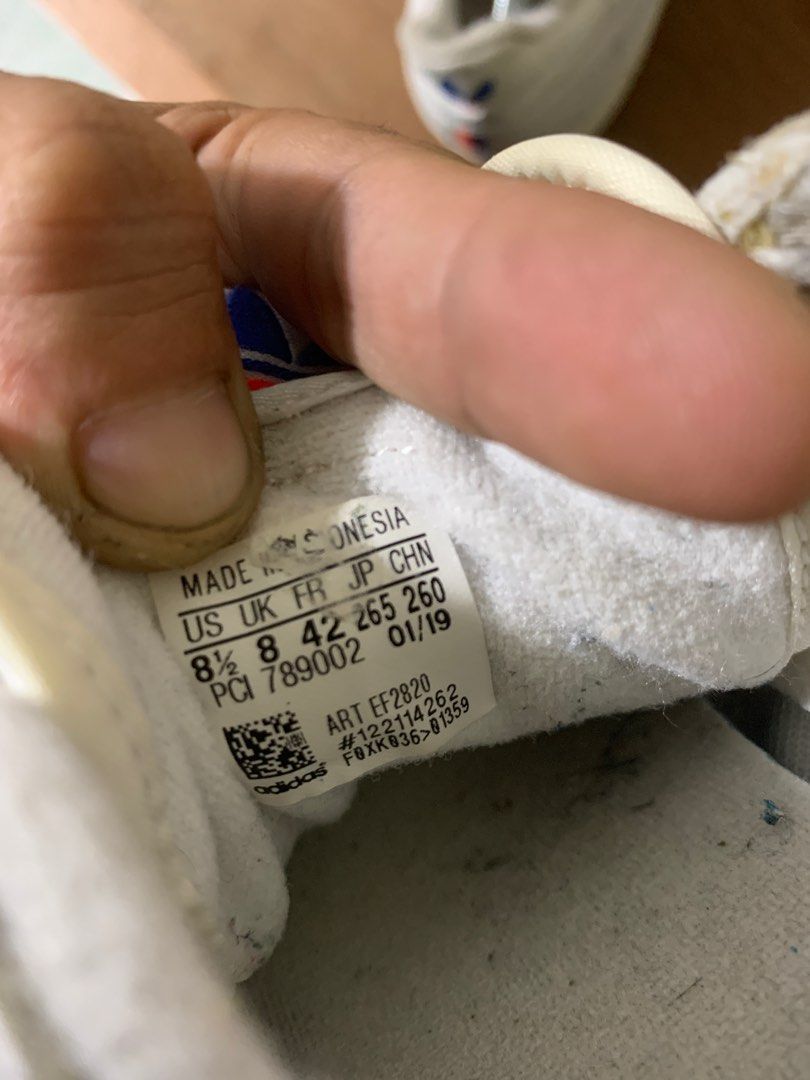 MADE ONESIA
US UK FR JP CHN
8½ 8 42 265 260
PCI 789002 01/19
ART EF2820
#122114262
F0XK036>01359
adidas